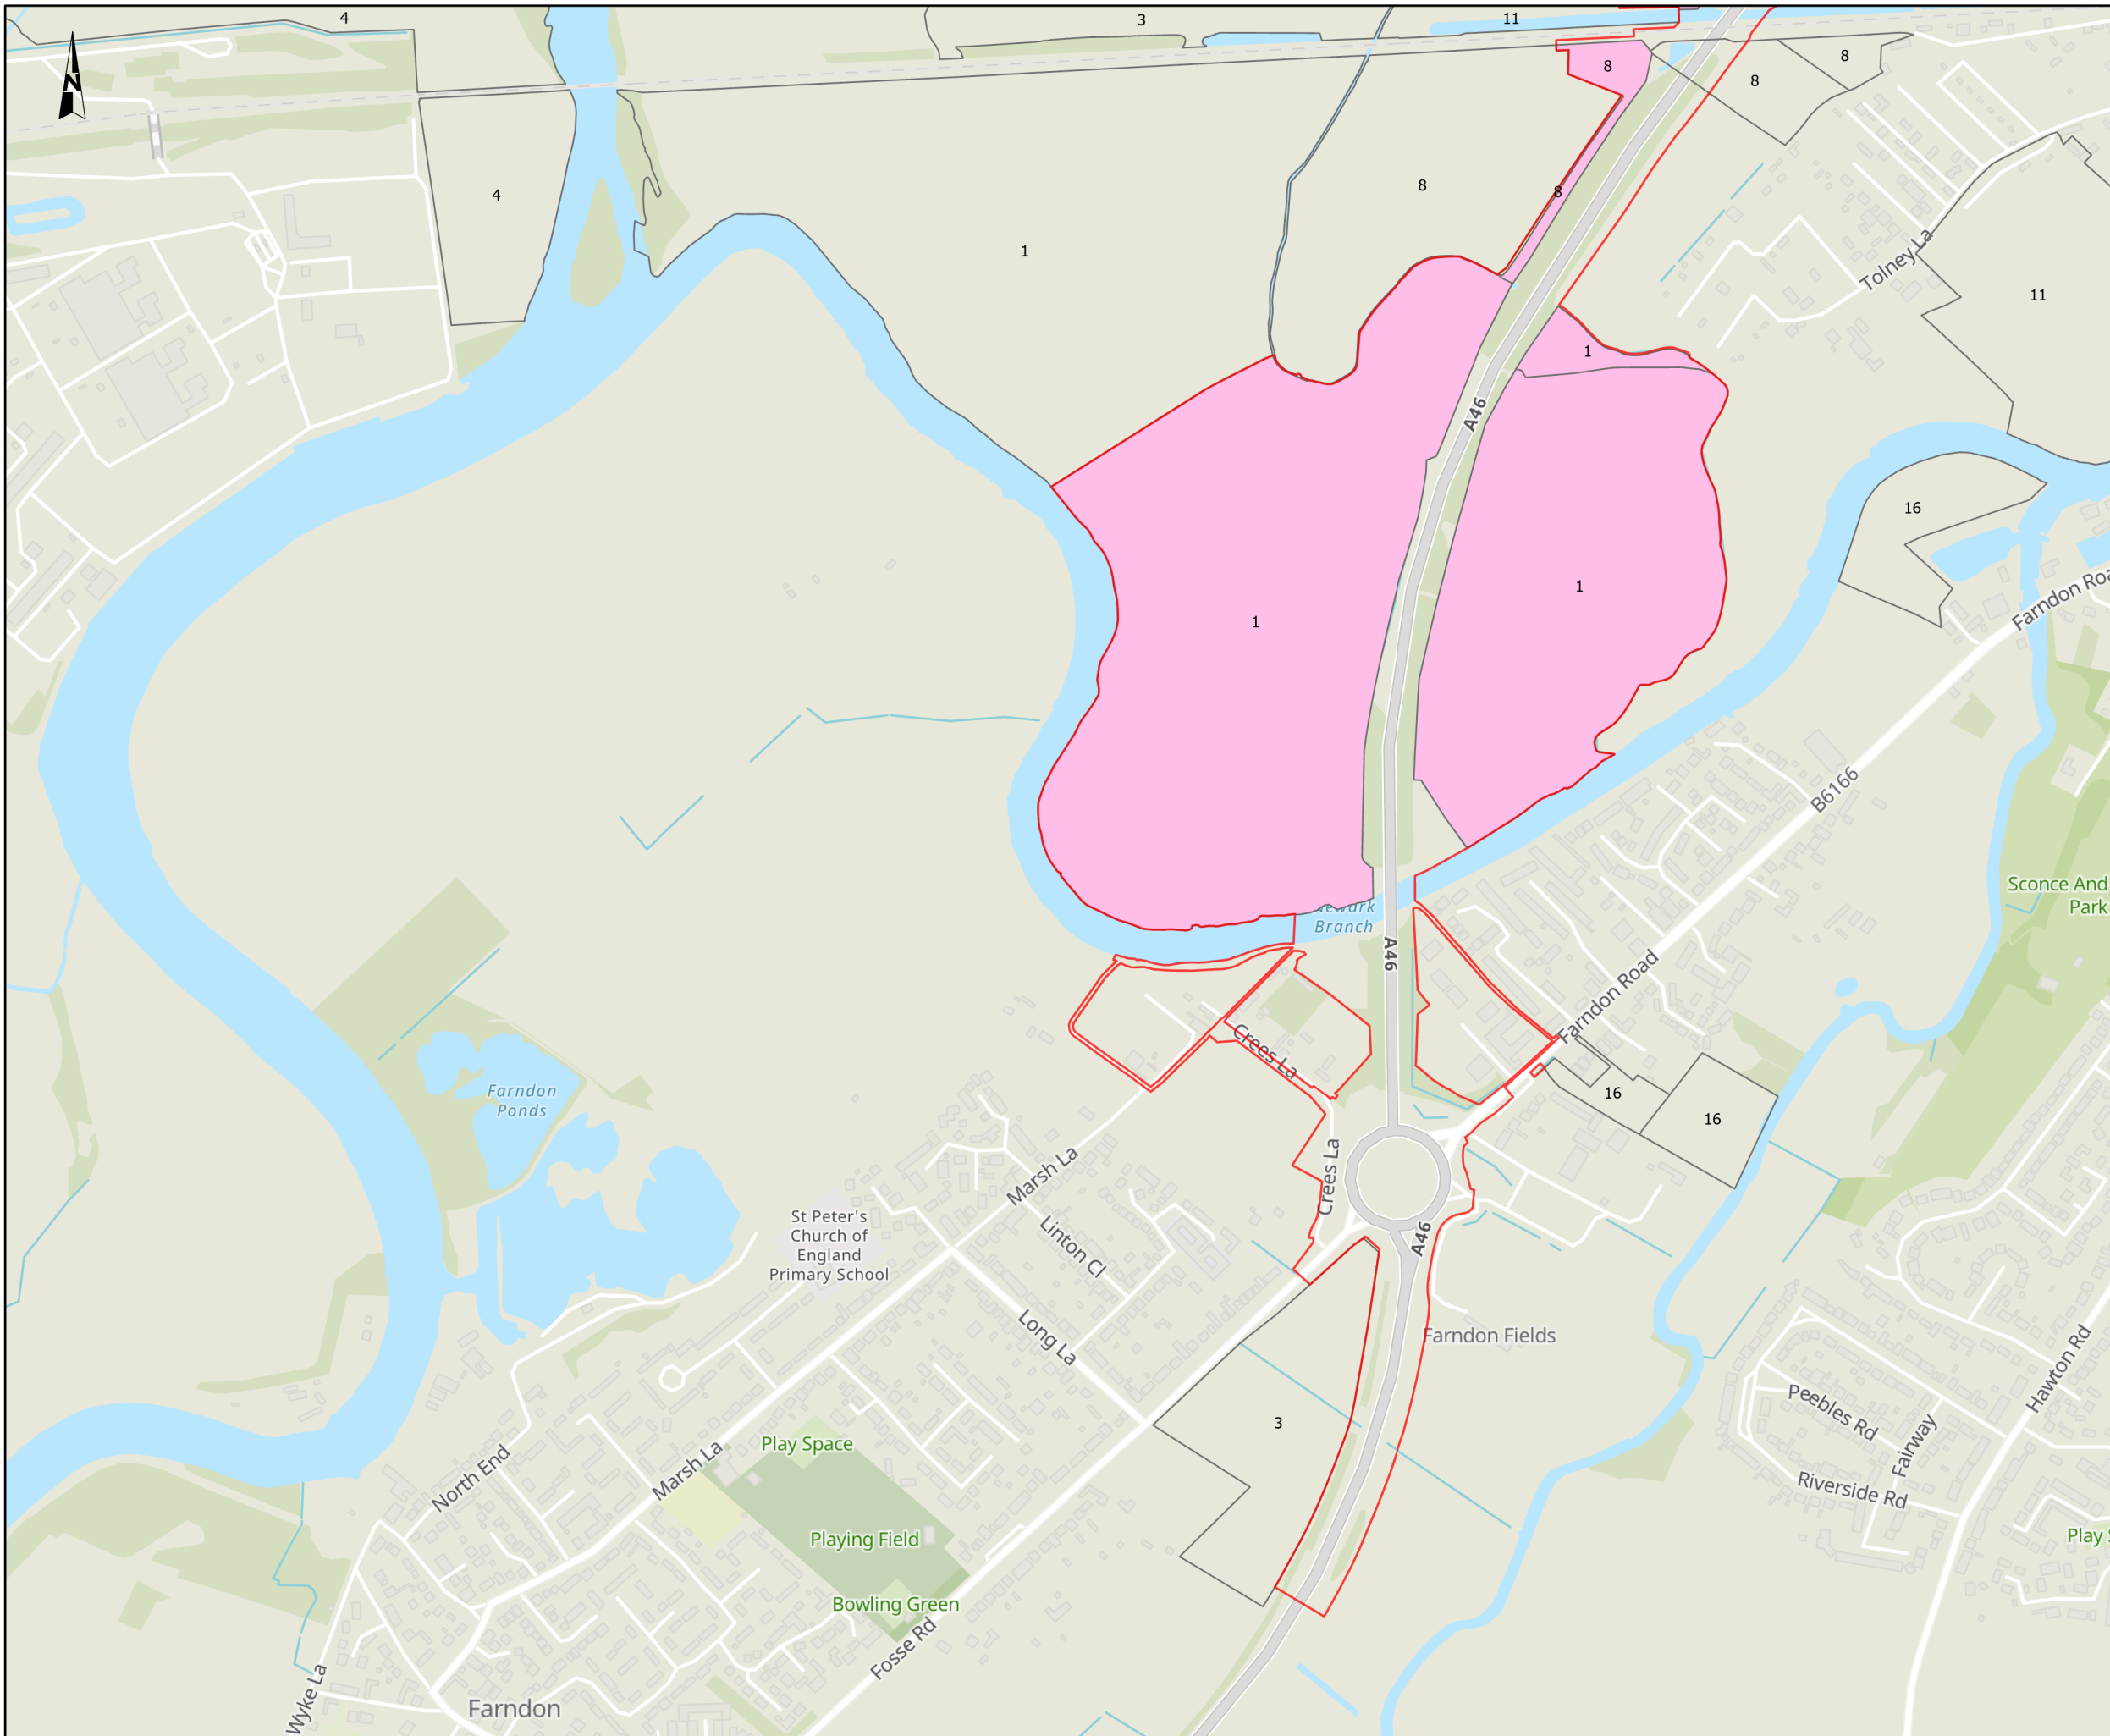 4
3
11
N
8
8
8
4
8
8
1
Tolney La
11
1
A46
16
1
1
Farndon Road
B6166
Sconce And
Park
Branch
A46
Farndon Road
Crees La
Farndon
Ponds
16
16
Marsh La
Crees La
St Peter's
Church of
England
Primary School
Linton Cl
A46
Long La
Farndon Fields
Hawton Rd
Peebles Rd
Fairway
3
Play Space
North End
Marsh La
Riverside Rd
Playing Field
Play
Bowling Green
Fosse Rd
Wyke La
Farndon